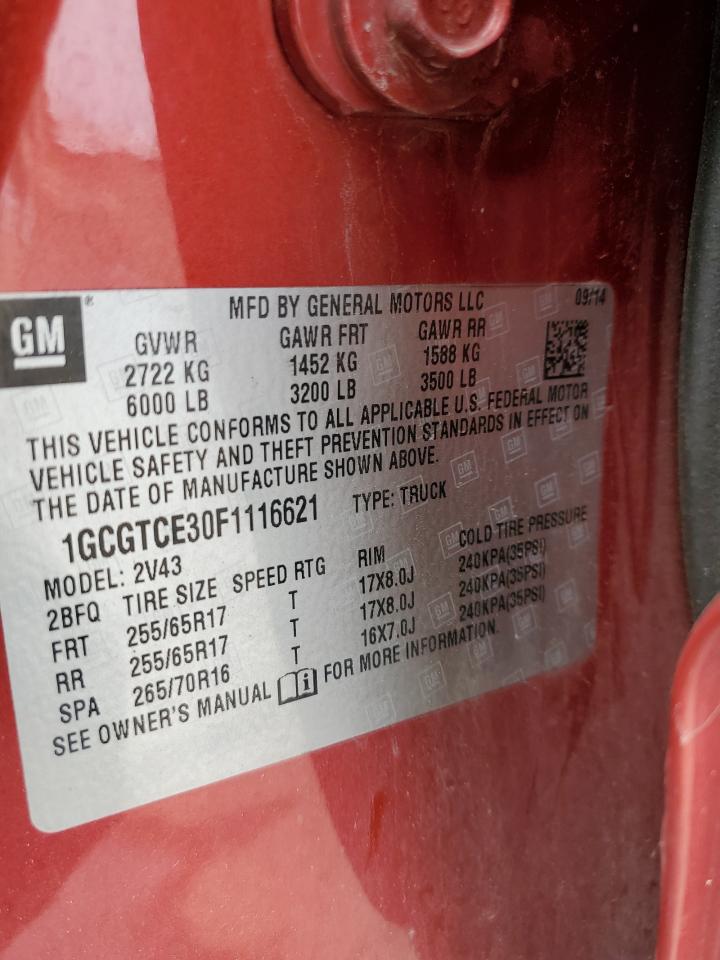 GM ® MFD BY GENERAL MOTORS LLC 09/14
GVWR GAWR FRT GAWR RR
2722 KG 1452 KG 1588 KG
6000 LB 3200 LB 3500 LB
THIS VEHICLE CONFORMS TO ALL APPLICABLE U.S. FEDERAL MOTOR
VEHICLE SAFETY AND THEFT PREVENTION STANDARDS IN EFFECT ON
THE DATE OF MANUFACTURE SHOWN ABOVE.
1GCGTCE30F1116621 TYPE: TRUCK
MODEL: 2V43
2BFQ TIRE SIZE SPEED RTG RIM COLD TIRE PRESSURE
FRT 255/65R17 T 17X8.0J 240KPA(35PSI)
RR 255/65R17 T 17X8.0J 240KPA(35PSI)
SPA 265/70R16 T 16X7.0J 240KPA(35PSI)
SEE OWNER'S MANUAL FOR MORE INFORMATION.